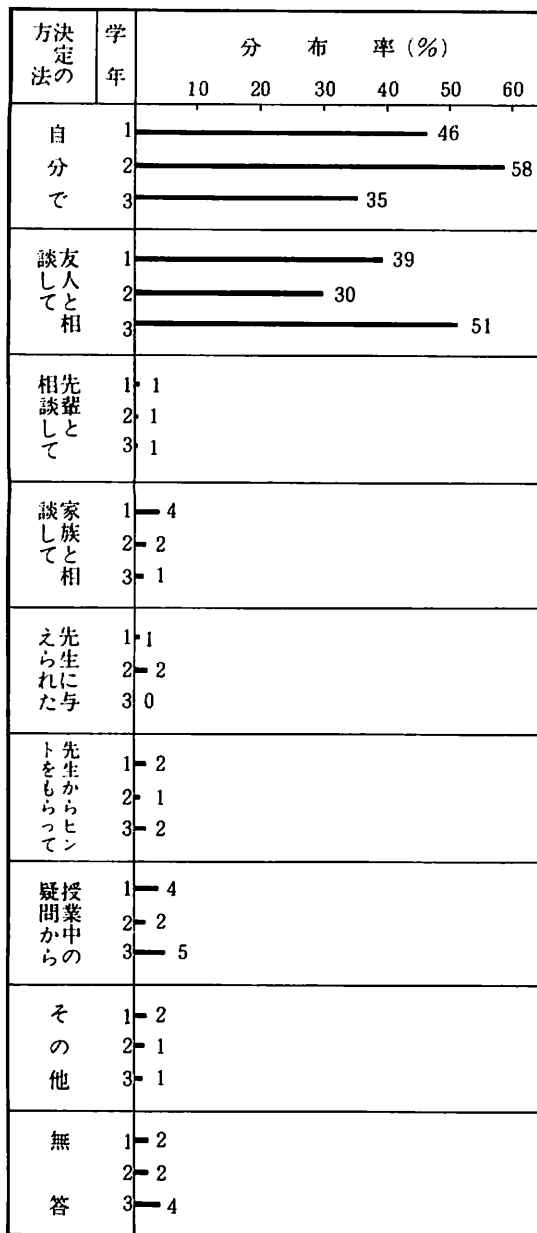 決定の方法
学年
分布率(%)
10 20 30 40 50 60
自分で
1 46
2 58
3 35
友人と相談して
1 39
2 30
3 51
先輩と相談して
1 1
2 1
3 1
家族と相談して
1 4
2 2
3 1
先生に与えられた
1 1
2 2
3 0
先生からヒントをもらって
1 2
2 1
3 2
授業中の疑問から
1 4
2 2
3 5
その他
1 2
2 1
3 1
無答
1 2
2 2
3 4